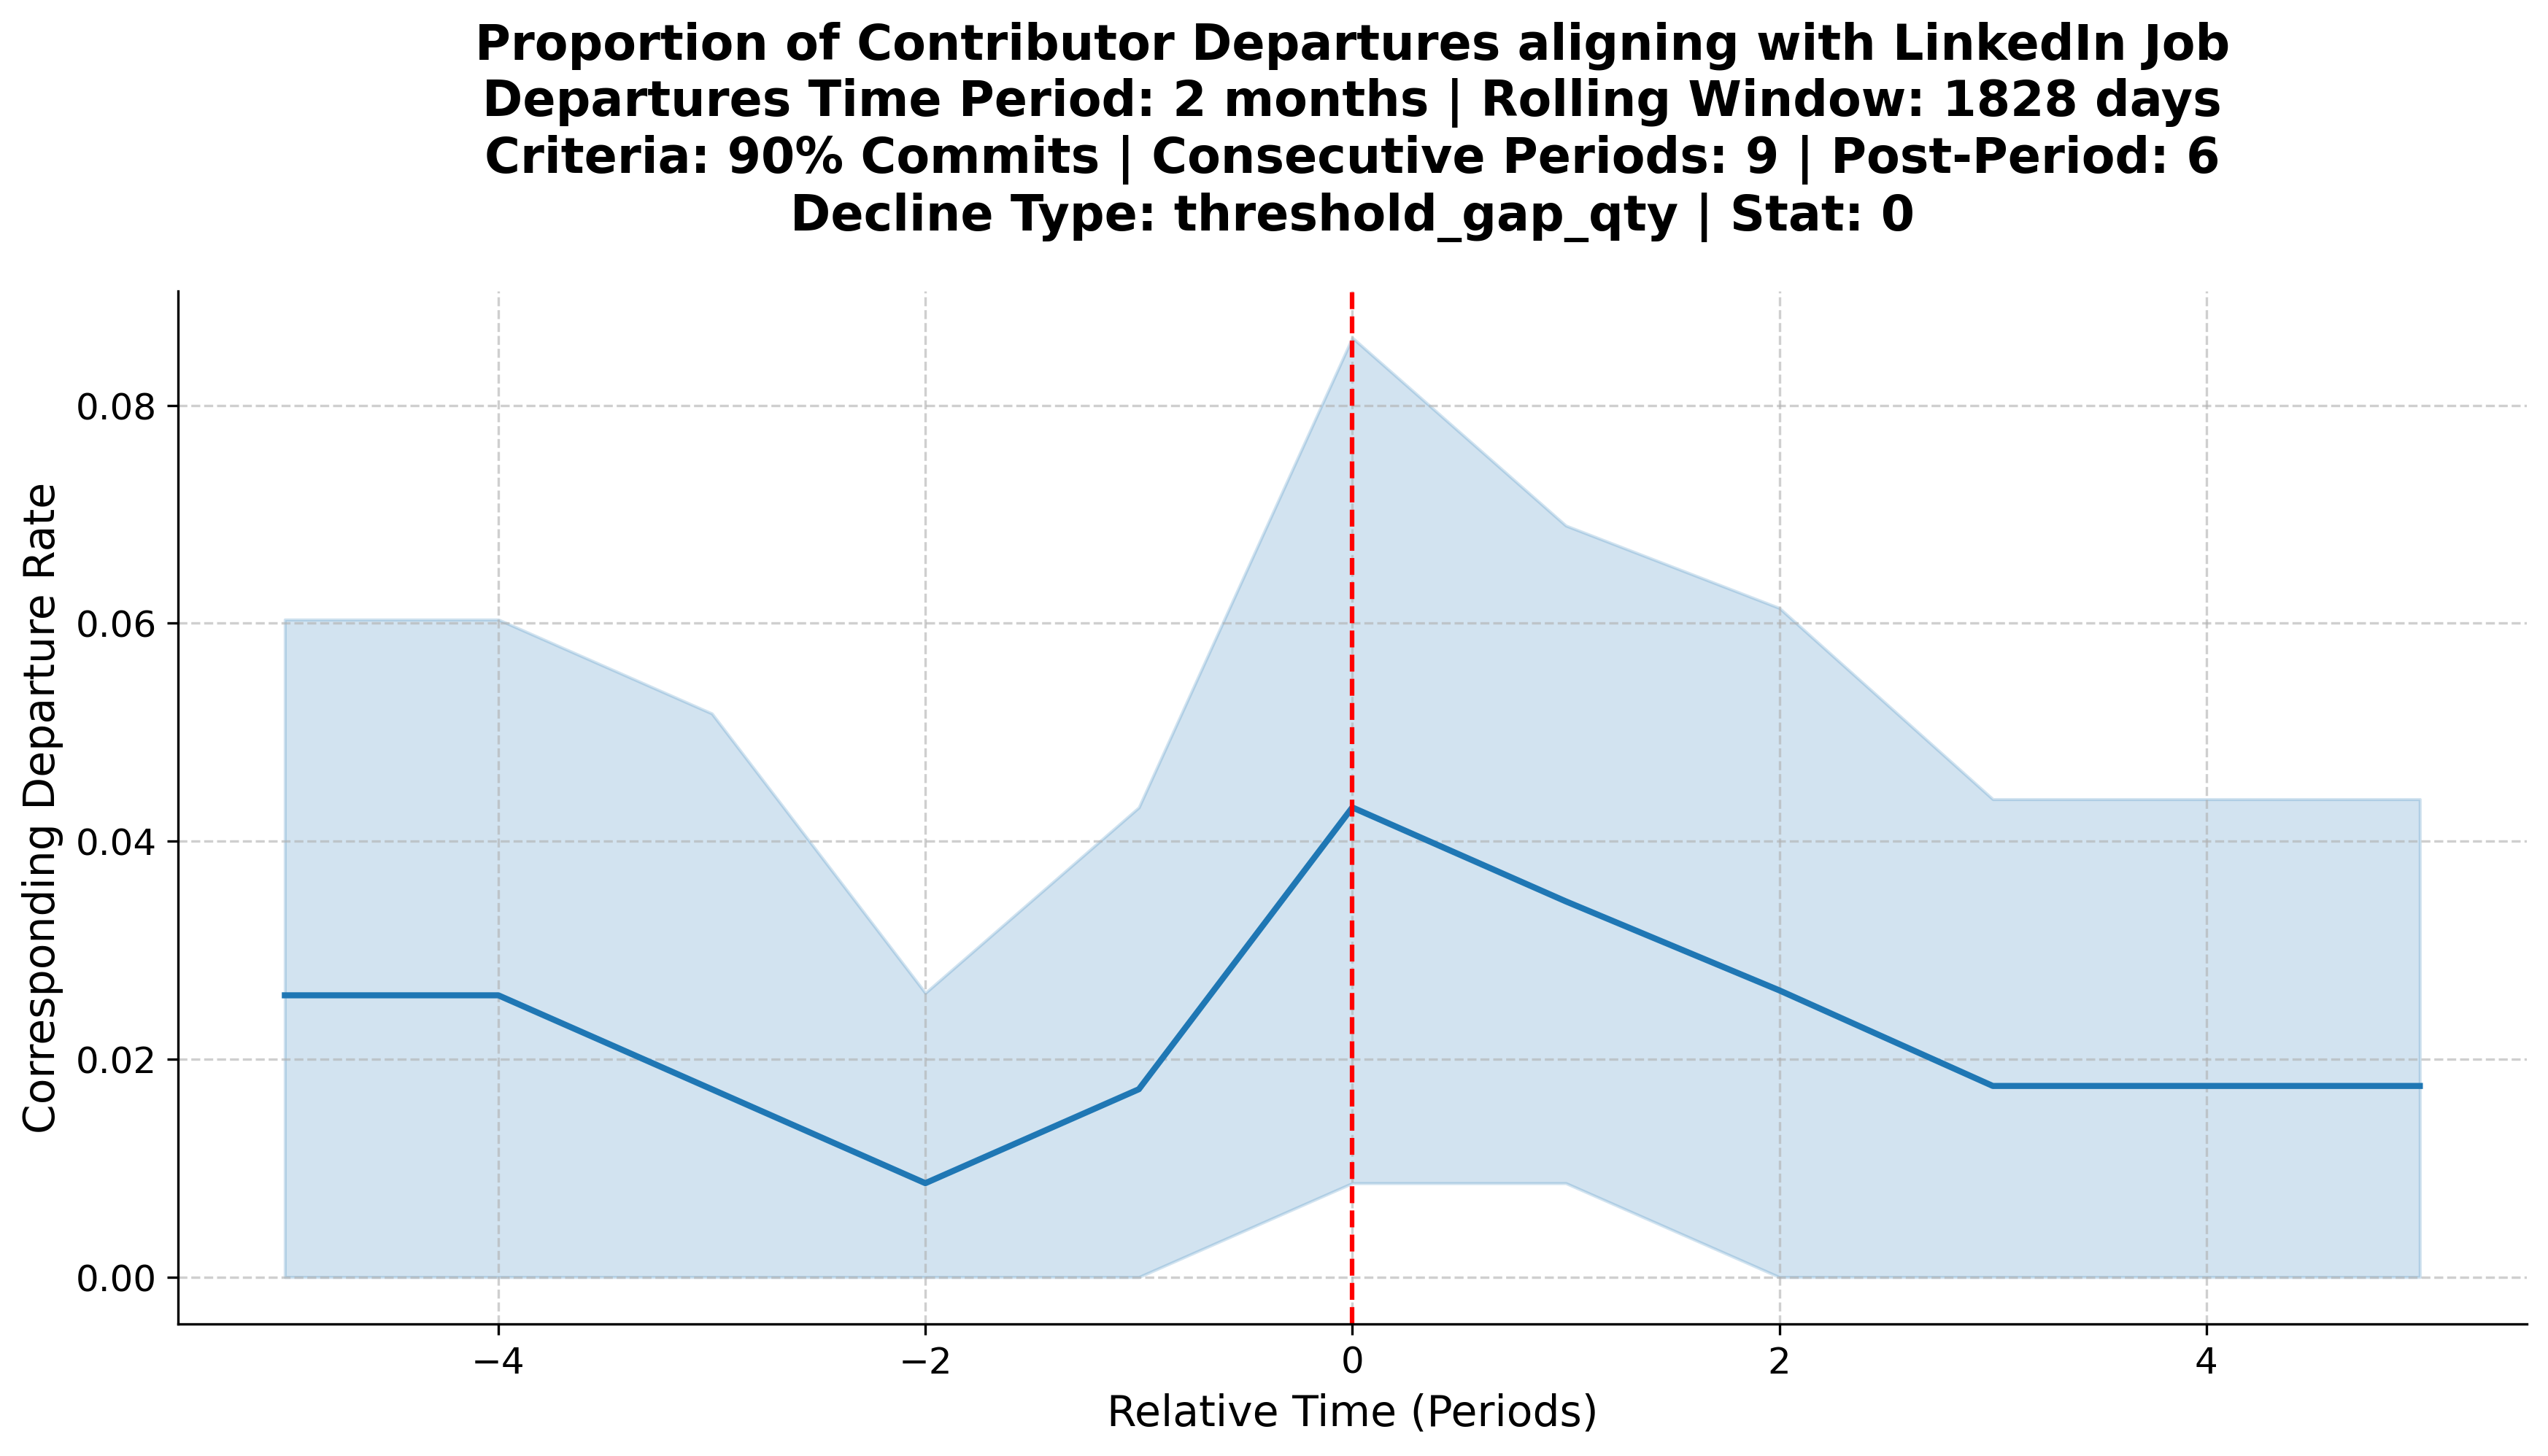 Proportion of Contributor Departures aligning with LinkedIn Job
Departures Time Period: 2 months | Rolling Window: 1828 days
Criteria: 90% Commits | Consecutive Periods: 9 | Post-Period: 6
Decline Type: threshold_gap_qty | Stat: 0
Corresponding Departure Rate
0.08
0.06
0.04
0.02
0.00
−4
−2
0
2
4
Relative Time (Periods)